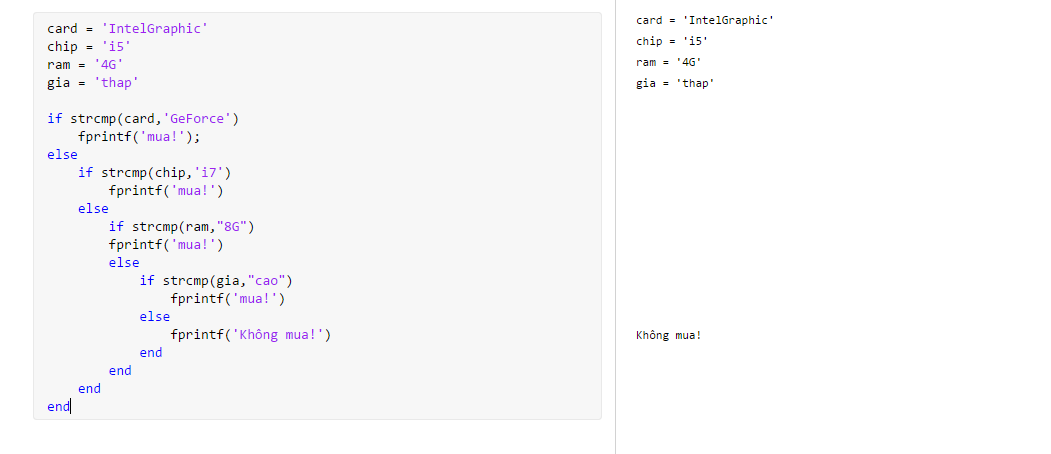 card = 'IntelGraphic'
chip = 'i5'
ram = '4G'
gia = 'thap'
if strcmp(card,'GeForce')
    fprintf('mua!');
else
    if strcmp(chip,'i7')
        fprintf('mua!')
    else
        if strcmp(ram,"8G")
        fprintf('mua!')
        else
            if strcmp(gia,"cao")
                fprintf('mua!')
            else
                fprintf('Không mua!')
            end
        end
    end
end
card = 'IntelGraphic'
chip = 'i5'
ram = '4G'
gia = 'thap'
Không mua!